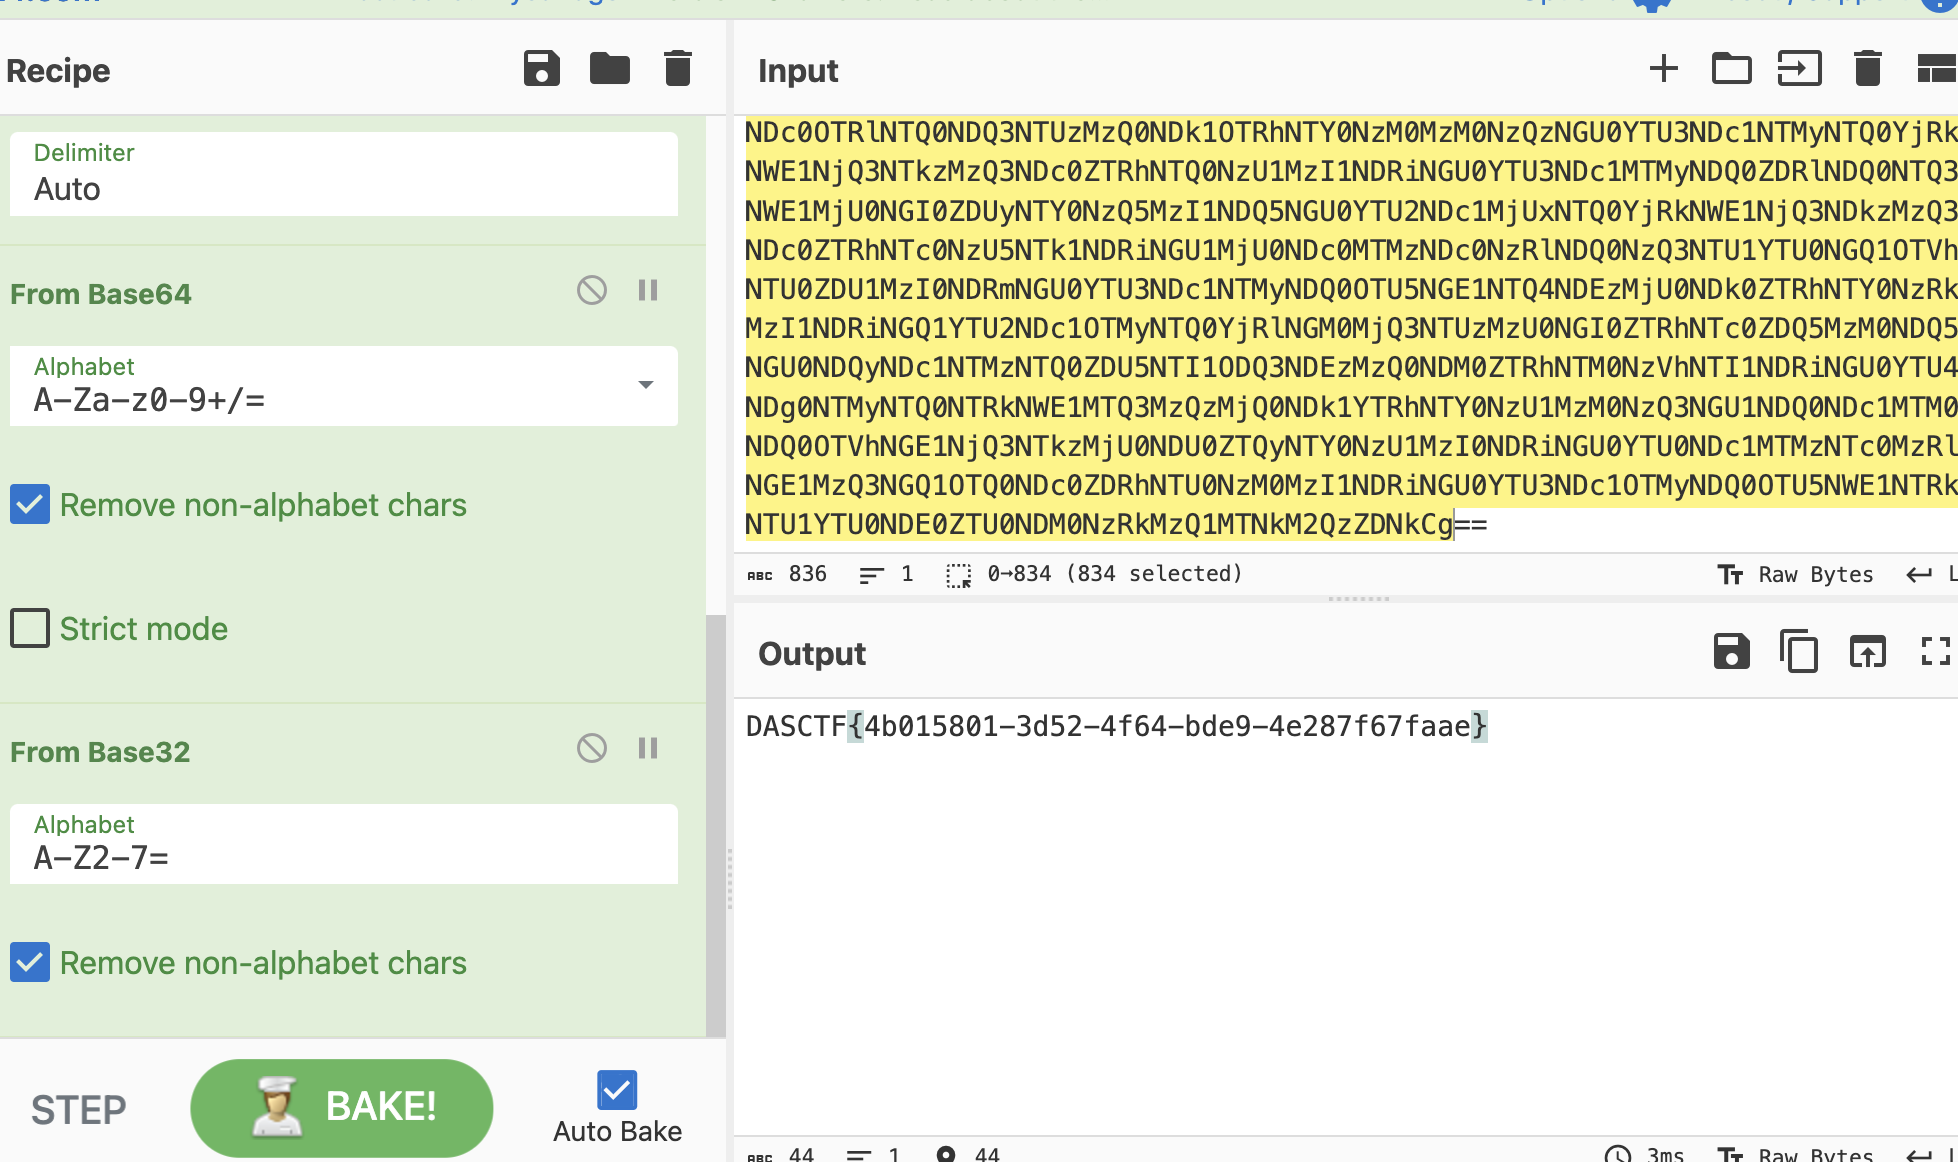 Recipe
Delimiter
Auto
From Base64
Alphabet
A-Za-z0-9+/=
Remove non-alphabet chars
Strict mode
From Base32
Alphabet
A-Z2-7=
Remove non-alphabet chars
STEP
BAKE!
Auto Bake
Input
NDc0OTRlNTQ0NDQ3NTUzMzQ0NDk1OTRhNTY0NzM0MzM0NzQzNGU0YTU3NDc1NTMyNTQ0YjRk
NWE1NjQ3NTkzMzQ3NDc0ZTRhNTQ0NzU1MzI1NDRiNGU0YTU3NDc1MTMyNDQ0ZDRlNDQ0NTQ3
NWE1MjU0NGI0ZDUyNTY0NzQ5MzI1NDQ5NGU0YTU2NDc1MjUxNTQ0YjRkNWE1NjQ3NDkzMzQ3
NDc0ZTRhNTc0NzU5NTk1NDRiNGU1MjU0NDc0MTMzNDc0NzRlNDQ0NzQ3NTU1YTU0NGQ1OTVh
NTU0ZDU1MzI0NDRmNGU0YTU3NDc1NTMyNDQ0OTU5NGE1NTQ4NDEzMjU0NDk0ZTRhNTY0NzRk
MzI1NDRiNGQ1YTU2NDc1OTMyNTQ0YjRlNGM0MjQ3NTUzMzU0NGI0ZTRhNTc0ZDQ5MzM0NDQ5
NGU0NDQyNDc1NTMzNTQ0ZDU5NTI1ODQ3NDEzMzQ0NDM0ZTRhNTM0NzVhNTI1NDRiNGU0YTU4
NDg0NTMyNTQ0NTRkNWE1MTQ3MzQzMjQ0NDk1YTRhNTY0NzU1MzM0NzQ3NGU1NDQ0NDc1MTM0
NDQ0OTVhNGE1NjQ3NTkzMjU0NDU0ZTQyNTY0NzU1MzI0NDRiNGU0YTU0NDc1MTMzNTc0MzRl
NGE1MzQ3NGQ1OTQ0NDc0ZDRhNTU0NzM0MzI1NDRiNGU0YTU3NDc1OTMyNDQ0OTU5NWE1NTRk
NTU1YTU0NDE0ZTU0NDM0NzRkMzQ1MTNkM2QzZDNkCg==
836
1
0→834 (834 selected)
Raw Bytes
Output
DASCTF{4b015801-3d52-4f64-bde9-4e287f67faae}
44
1
44
3ms
Raw Bytes